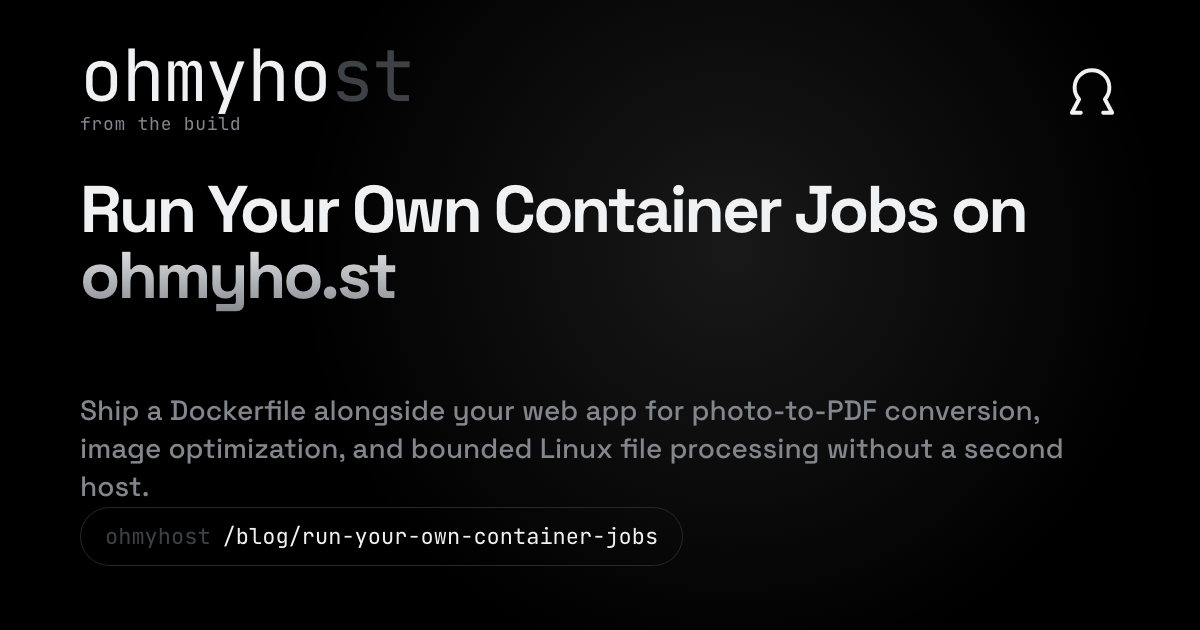 ohmyhost
from the build
Run Your Own Container Jobs on
ohmyho.st
Ship a Dockerfile alongside your web app for photo-to-PDF conversion,
image optimization, and bounded Linux file processing without a second
host.
ohmyhost /blog/run-your-own-container-jobs